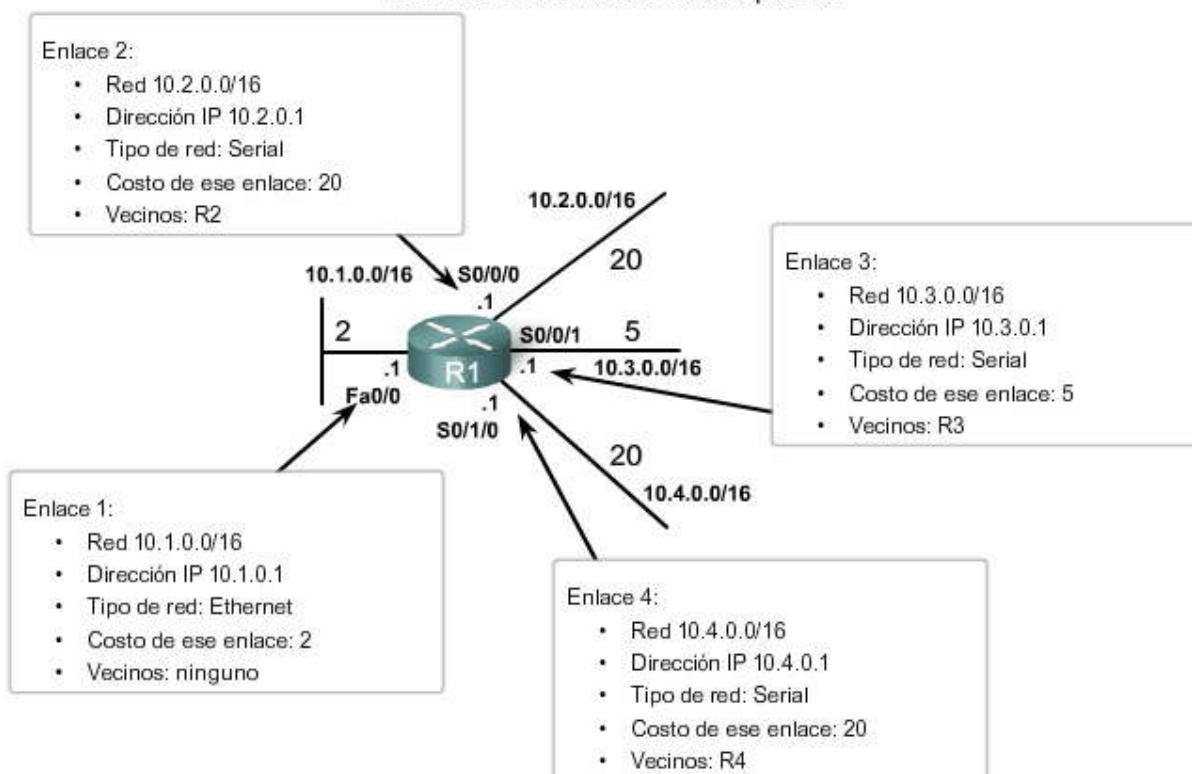 Enlace 2:
• Red 10.2.0.0/16
• Dirección IP 10.2.0.1
• Tipo de red: Serial
• Costo de ese enlace: 20
• Vecinos: R2
10.2.0.0/16
20
10.1.0.0/16
S0/0/0
.1
Enlace 3:
• Red 10.3.0.0/16
• Dirección IP 10.3.0.1
• Tipo de red: Serial
• Costo de ese enlace: 5
• Vecinos: R3
2
S0/0/1
5
.1
R1
.1
10.3.0.0/16
Fa0/0
.1
S0/1/0
20
10.4.0.0/16
Enlace 1:
• Red 10.1.0.0/16
• Dirección IP 10.1.0.1
• Tipo de red: Ethernet
• Costo de ese enlace: 2
• Vecinos: ninguno
Enlace 4:
• Red 10.4.0.0/16
• Dirección IP 10.4.0.1
• Tipo de red: Serial
• Costo de ese enlace: 20
• Vecinos: R4